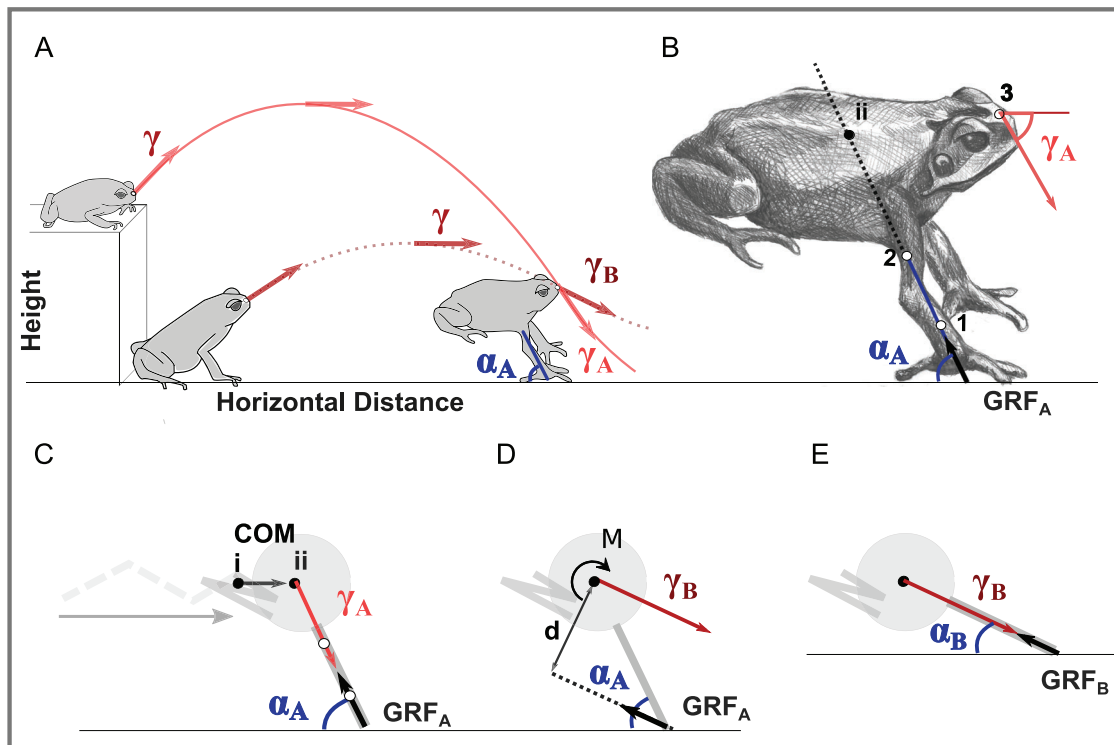 A
γ
γ
γ_B
γ_A
α_A
Height
Horizontal Distance
B
3
ii
γ_A
2
1
α_A
GRF_A
C
COM
i
ii
γ_A
α_A
GRF_A
D
M
γ_B
d
α_A
GRF_A
E
γ_B
α_B
GRF_B